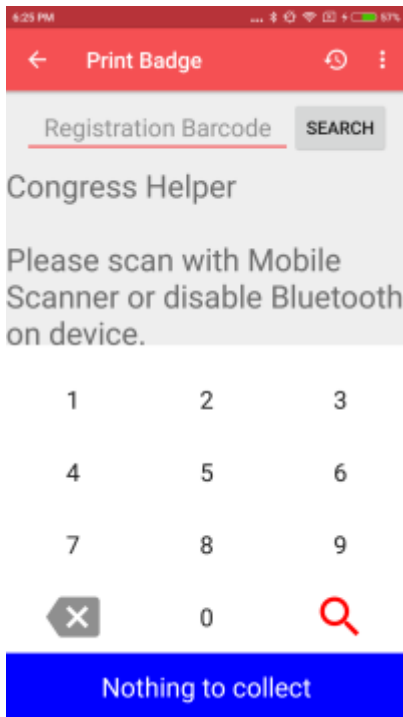 6:25 PM ... 57%
Print Badge
Registration Barcode SEARCH
Congress Helper
Please scan with Mobile
Scanner or disable Bluetooth
on device.
1 2 3
4 5 6
7 8 9
0
Nothing to collect